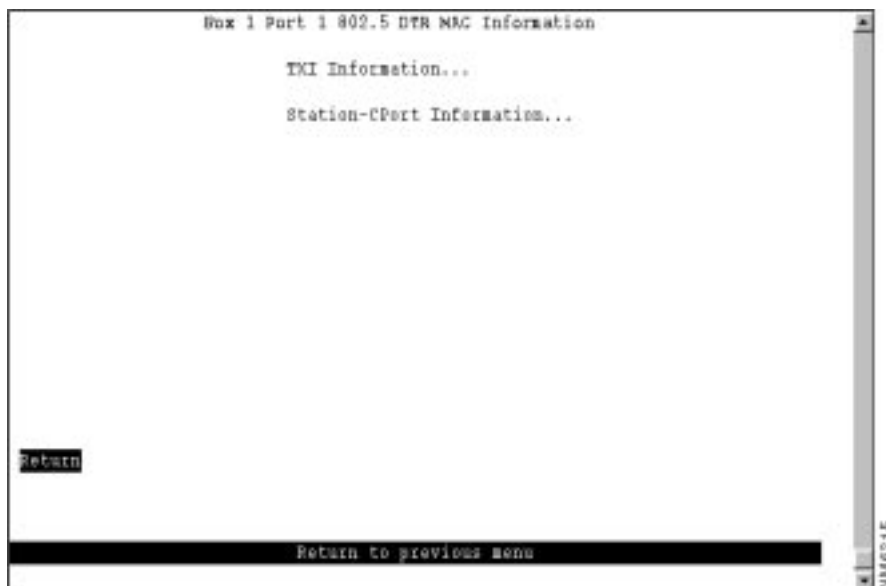 Box 1 Port 1 802.5 DTR MAC Information
TXI Information...
Station-CPort Information...
Return
Return to previous menu